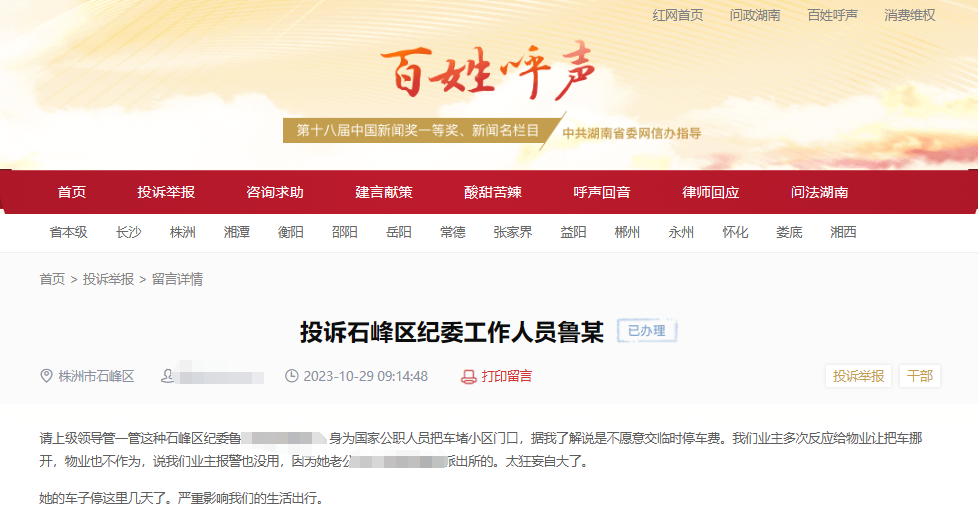 红网首页 问政湖南 百姓呼声 消费维权
百姓呼声
第十八届中国新闻奖一等奖、新闻名栏目 中共湖南省委网信办指导
首页 投诉举报 咨询求助 建言献策 酸甜苦辣 呼声回音 律师回应 问法湖南
省本级 长沙 株洲 湘潭 衡阳 邵阳 岳阳 常德 张家界 益阳 郴州 永州 怀化 娄底 湘西
首页 > 投诉举报 > 留言详情
投诉石峰区纪委工作人员鲁某 已办理
株洲市石峰区 2023-10-29 09:14:48 打印留言 投诉举报 干部
请上级领导管一管这种石峰区纪委鲁 身为国家公职人员把车堵小区门口，据我了解说是不愿意交临时停车费。我们业主多次反应给物业让把车挪
开，物业也不作为，说我们业主报警也没用，因为她老公 派出所的。太狂妄自大了。
她的车子停这里几天了。严重影响我们的生活出行。